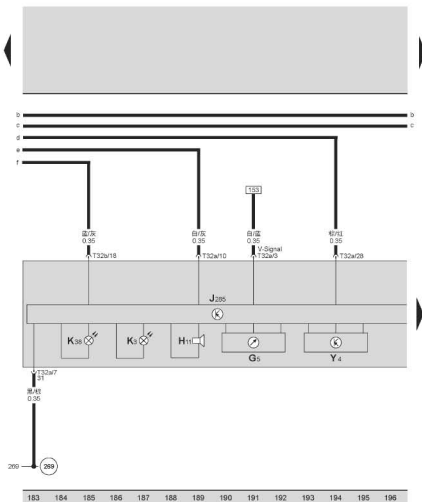 b b
c c
d
e
f
153
蓝/灰
0.35
白/灰
0.35
白/蓝
0.35
棕/红
0.35
V-Signal
T32a/18
T32a/10
T32a/3
T32a/28
J285
K38
K3
H11
G5
Y4
T32a/7
31
黑/棕
0.35
269
269
183 184 185 186 187 188 189 190 191 192 193 194 195 196